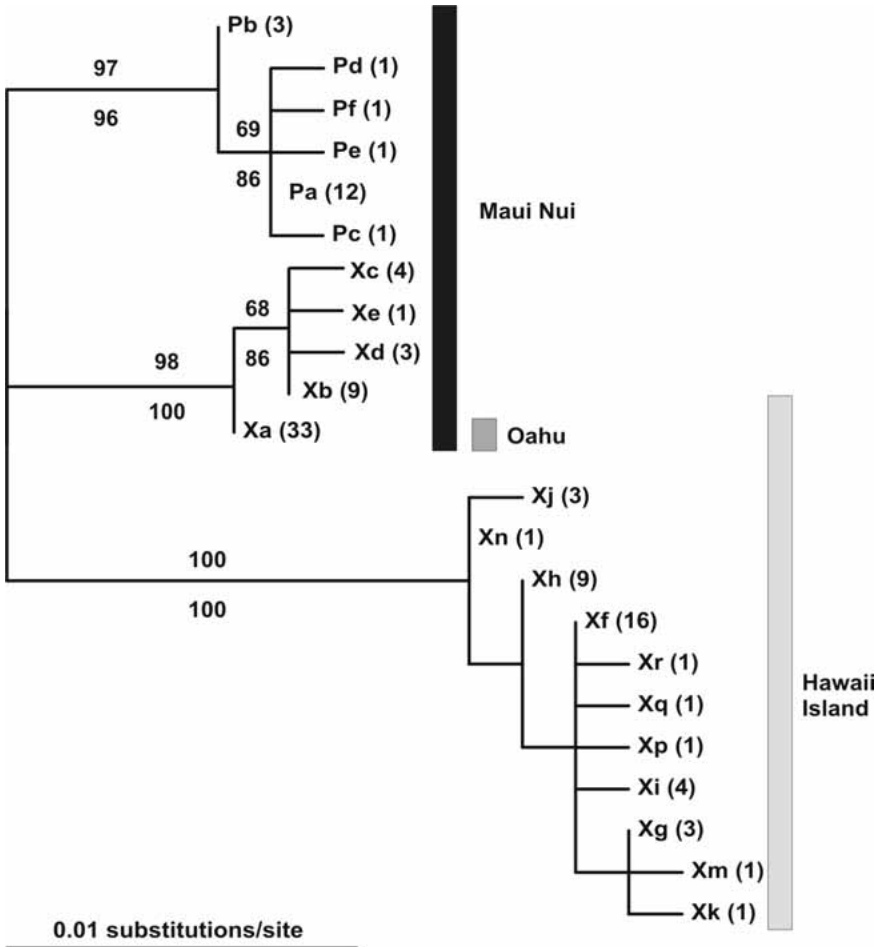 Pb (3)
97
Pd (1)
Pf (1)
96
69
Pe (1)
86
Pa (12)
Maui Nui
Pc (1)
Xc (4)
68
Xe (1)
98
86
Xd (3)
Xb (9)
100
Xa (33)
Oahu
Xj (3)
Xn (1)
100
Xh (9)
100
Xf (16)
Xr (1)
Hawaii
Island
Xq (1)
Xp (1)
Xi (4)
Xg (3)
Xm (1)
Xk (1)
0.01 substitutions/site